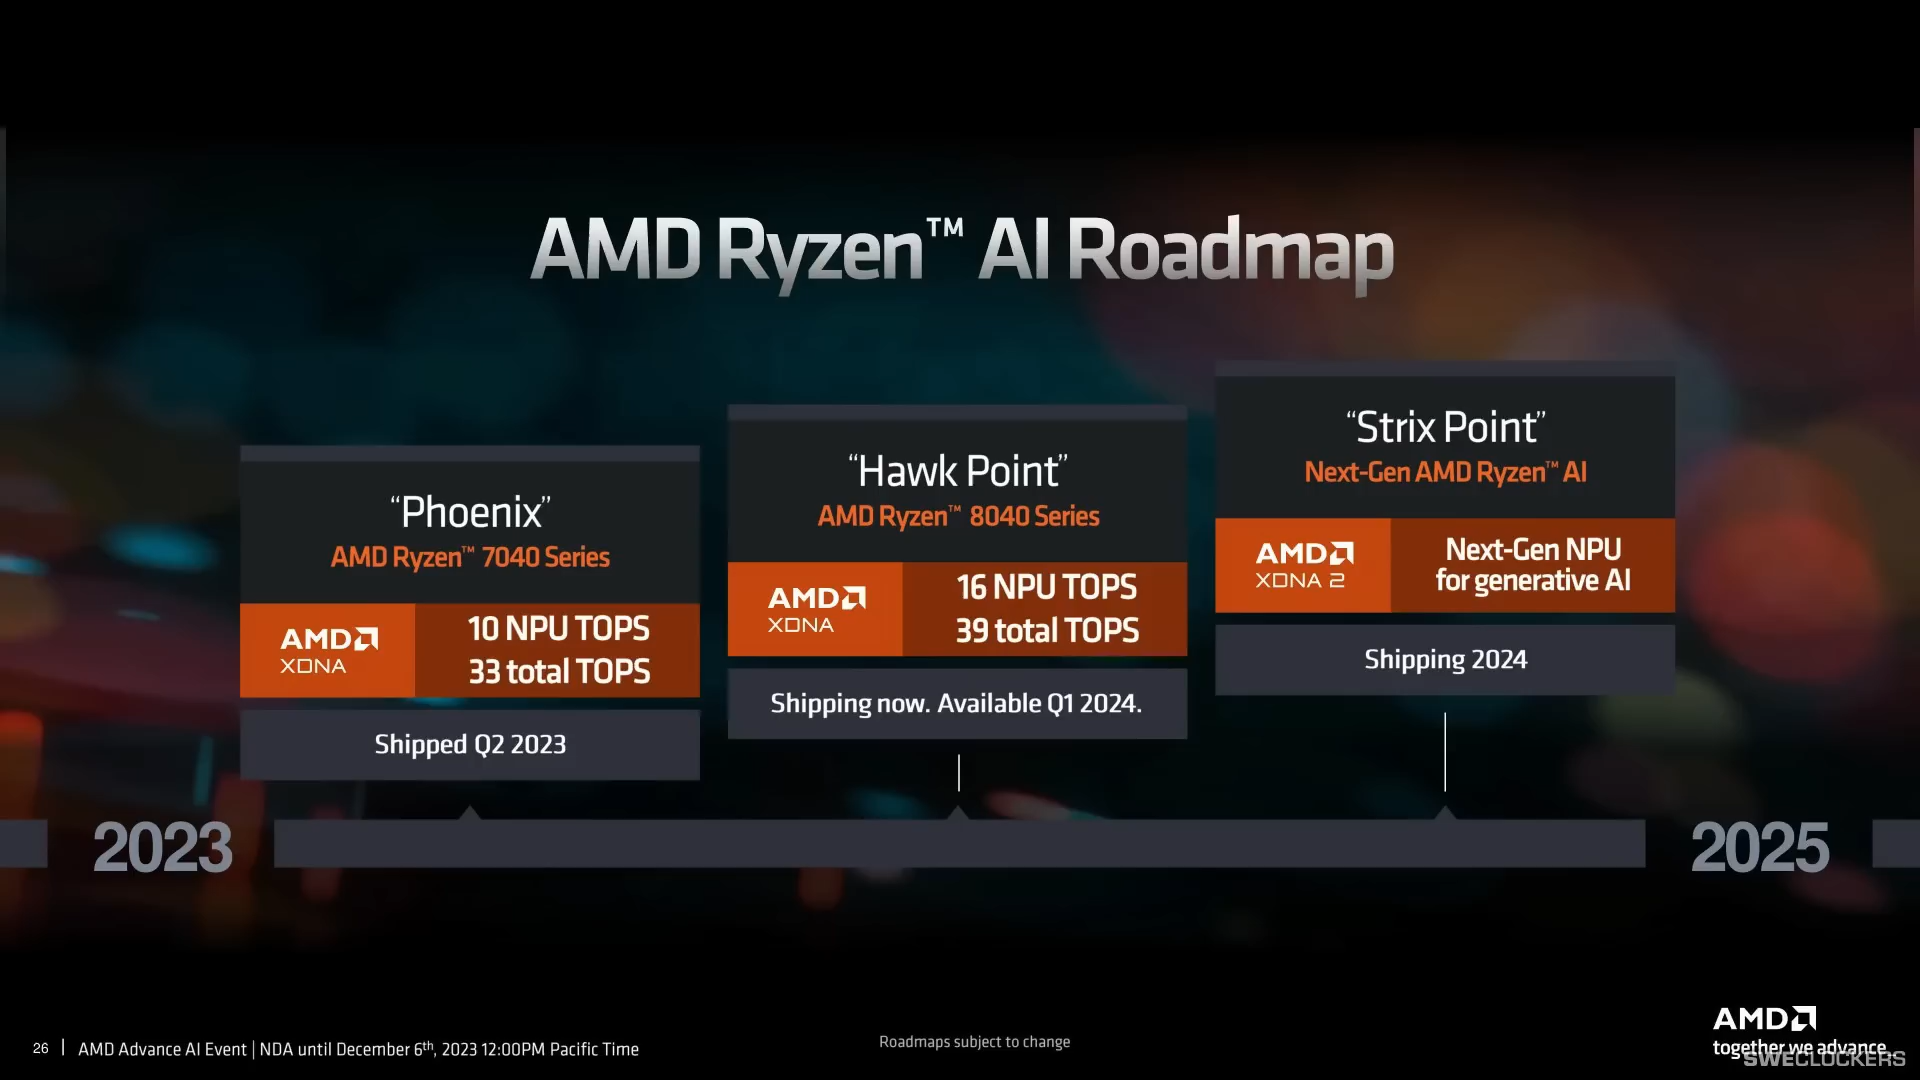 AMD Ryzen™ AI Roadmap
“Phoenix”
AMD Ryzen™ 7040 Series
AMD
XDNA
10 NPU TOPS
33 total TOPS
Shipped Q2 2023
“Hawk Point”
AMD Ryzen™ 8040 Series
AMD
XDNA
16 NPU TOPS
39 total TOPS
Shipping now. Available Q1 2024.
“Strix Point”
Next-Gen AMD Ryzen™ AI
AMD
XDNA 2
Next-Gen NPU
for generative AI
Shipping 2024
2023
2025
26 | AMD Advance AI Event | NDA until December 6th, 2023 12:00PM Pacific Time
Roadmaps subject to change
AMD
together we advance_
SWECLOCKERS